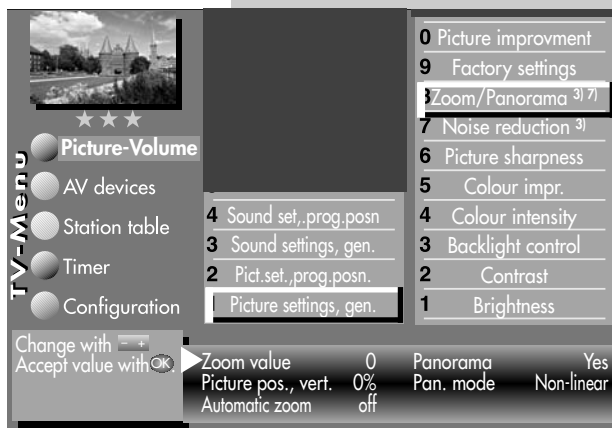 TV-Menu
Picture-Volume
AV devices
Station table
Timer
Configuration
4 Sound set,.prog.posn
3 Sound settings, gen.
2 Pict.set.,prog.posn.
1 Picture settings, gen.
0 Picture improvment
9 Factory settings
8 Zoom/Panorama 3) 7)
7 Noise reduction 3)
6 Picture sharpness
5 Colour impr.
4 Colour intensity
3 Backlight control
2 Contrast
1 Brightness
Change with - +
Accept value with OK.
Zoom value 0 Panorama Yes
Picture pos., vert. 0% Pan. mode Non-linear
Automatic zoom off